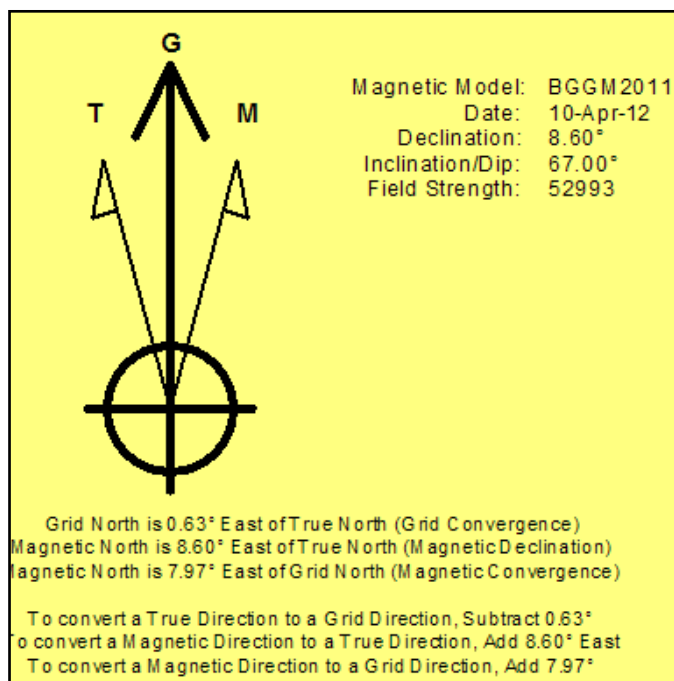 G
T M
Magnetic Model: BGGM2011
Date: 10-Apr-12
Declination: 8.60°
Inclination/Dip: 67.00°
Field Strength: 52993
Grid North is 0.63° East of True North (Grid Convergence)
Magnetic North is 8.60° East of True North (Magnetic Declination)
Magnetic North is 7.97° East of Grid North (Magnetic Convergence)
To convert a True Direction to a Grid Direction, Subtract 0.63°
To convert a Magnetic Direction to a True Direction, Add 8.60° East
To convert a Magnetic Direction to a Grid Direction, Add 7.97°